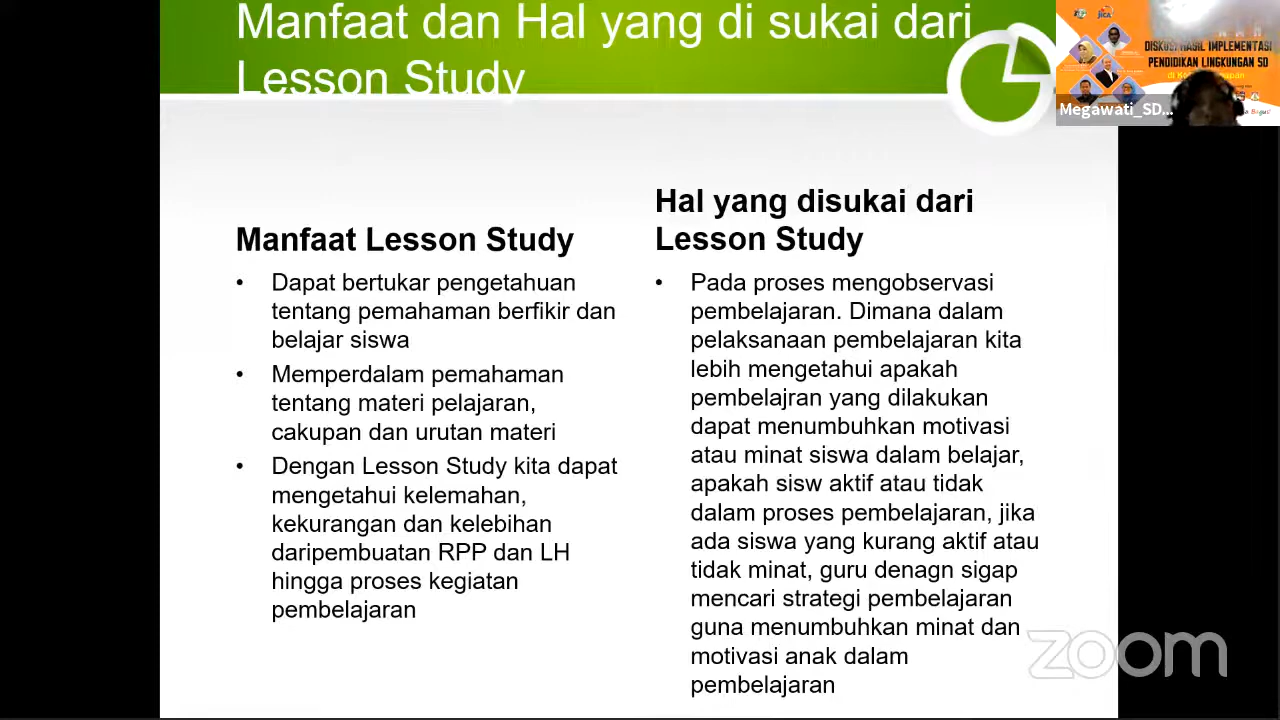 Manfaat dan Hal yang di sukai dari
Lesson Study
Manfaat Lesson Study
• Dapat bertukar pengetahuan
tentang pemahaman berfikir dan
belajar siswa
• Memperdalam pemahaman
tentang materi pelajaran,
cakupan dan urutan materi
• Dengan Lesson Study kita dapat
mengetahui kelemahan,
kekurangan dan kelebihan
daripembuatan RPP dan LH
hingga proses kegiatan
pembelajaran
Hal yang disukai dari
Lesson Study
• Pada proses mengobservasi
pembelajaran. Dimana dalam
pelaksanaan pembelajaran kita
lebih mengetahui apakah
pembelajran yang dilakukan
dapat menumbuhkan motivasi
atau minat siswa dalam belajar,
apakah sisw aktif atau tidak
dalam proses pembelajaran, jika
ada siswa yang kurang aktif atau
tidak minat, guru denagn sigap
mencari strategi pembelajaran
guna menumbuhkan minat dan
motivasi anak dalam
pembelajaran
jICA
DISKUSI HASIL IMPLEMENTASI
PENDIDIKAN LINGKUNGAN SD
Megawati_SD...
zoom